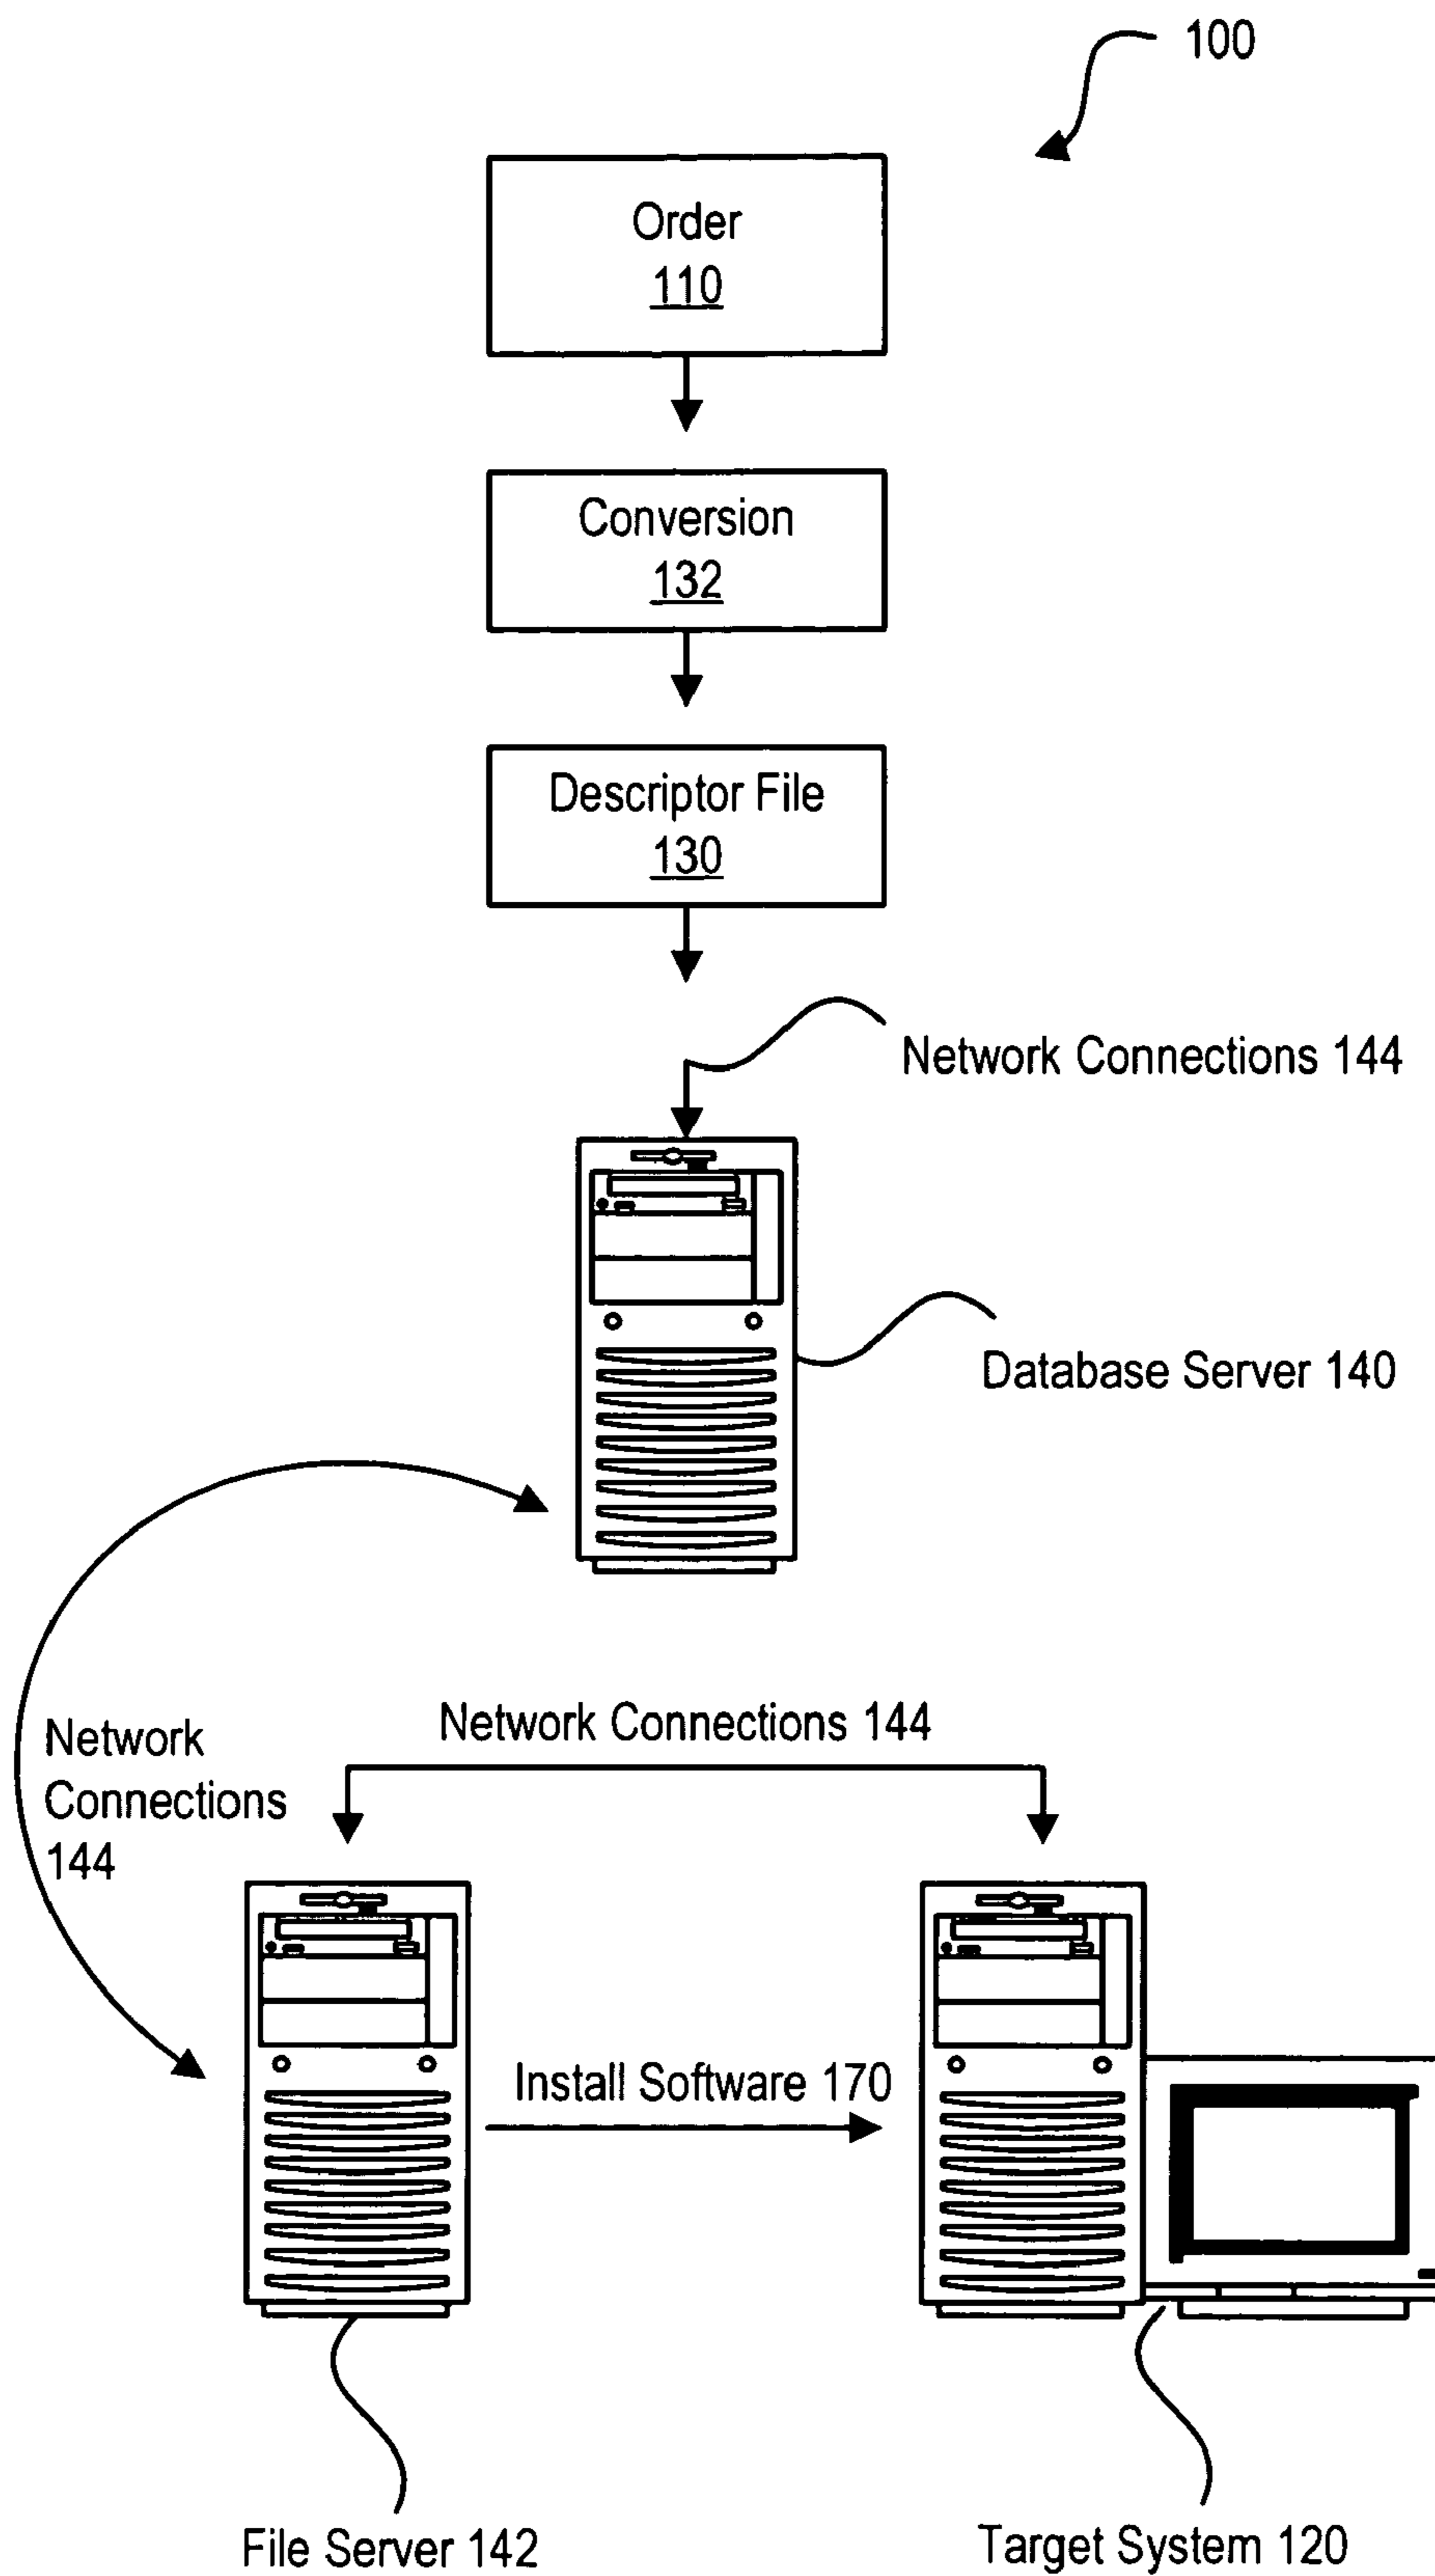 100
Order
110
Conversion
132
Descriptor File
130
Network Connections 144
Database Server 140
Network Connections 144
Network
Connections
144
Install Software 170
File Server 142
Target System 120